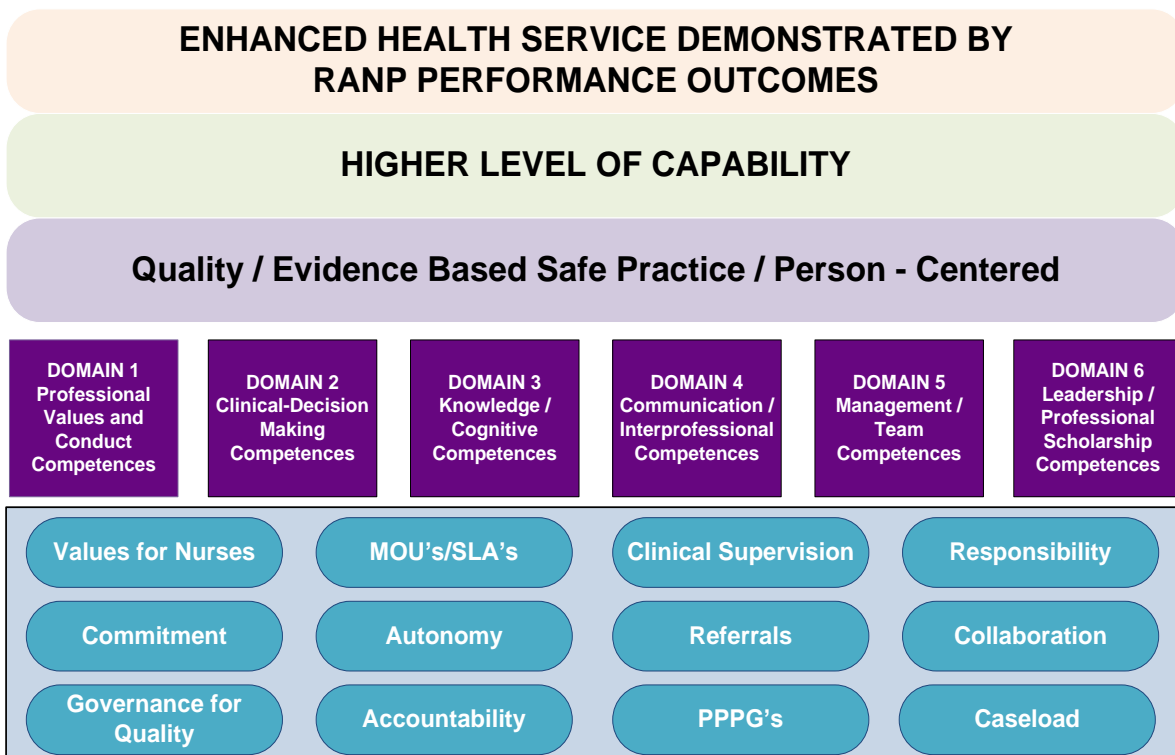 ENHANCED HEALTH SERVICE DEMONSTRATED BY
RANP PERFORMANCE OUTCOMES
HIGHER LEVEL OF CAPABILITY
Quality / Evidence Based Safe Practice / Person - Centered
DOMAIN 1
Professional
Values and
Conduct
Competences
DOMAIN 2
Clinical-Decision
Making
Competences
DOMAIN 3
Knowledge /
Cognitive
Competences
DOMAIN 4
Communication /
Interprofessional
Competences
DOMAIN 5
Management /
Team
Competences
DOMAIN 6
Leadership /
Professional
Scholarship
Competences
Values for Nurses
MOU's/SLA's
Clinical Supervision
Responsibility
Commitment
Autonomy
Referrals
Collaboration
Governance for
Quality
Accountability
PPPG's
Caseload